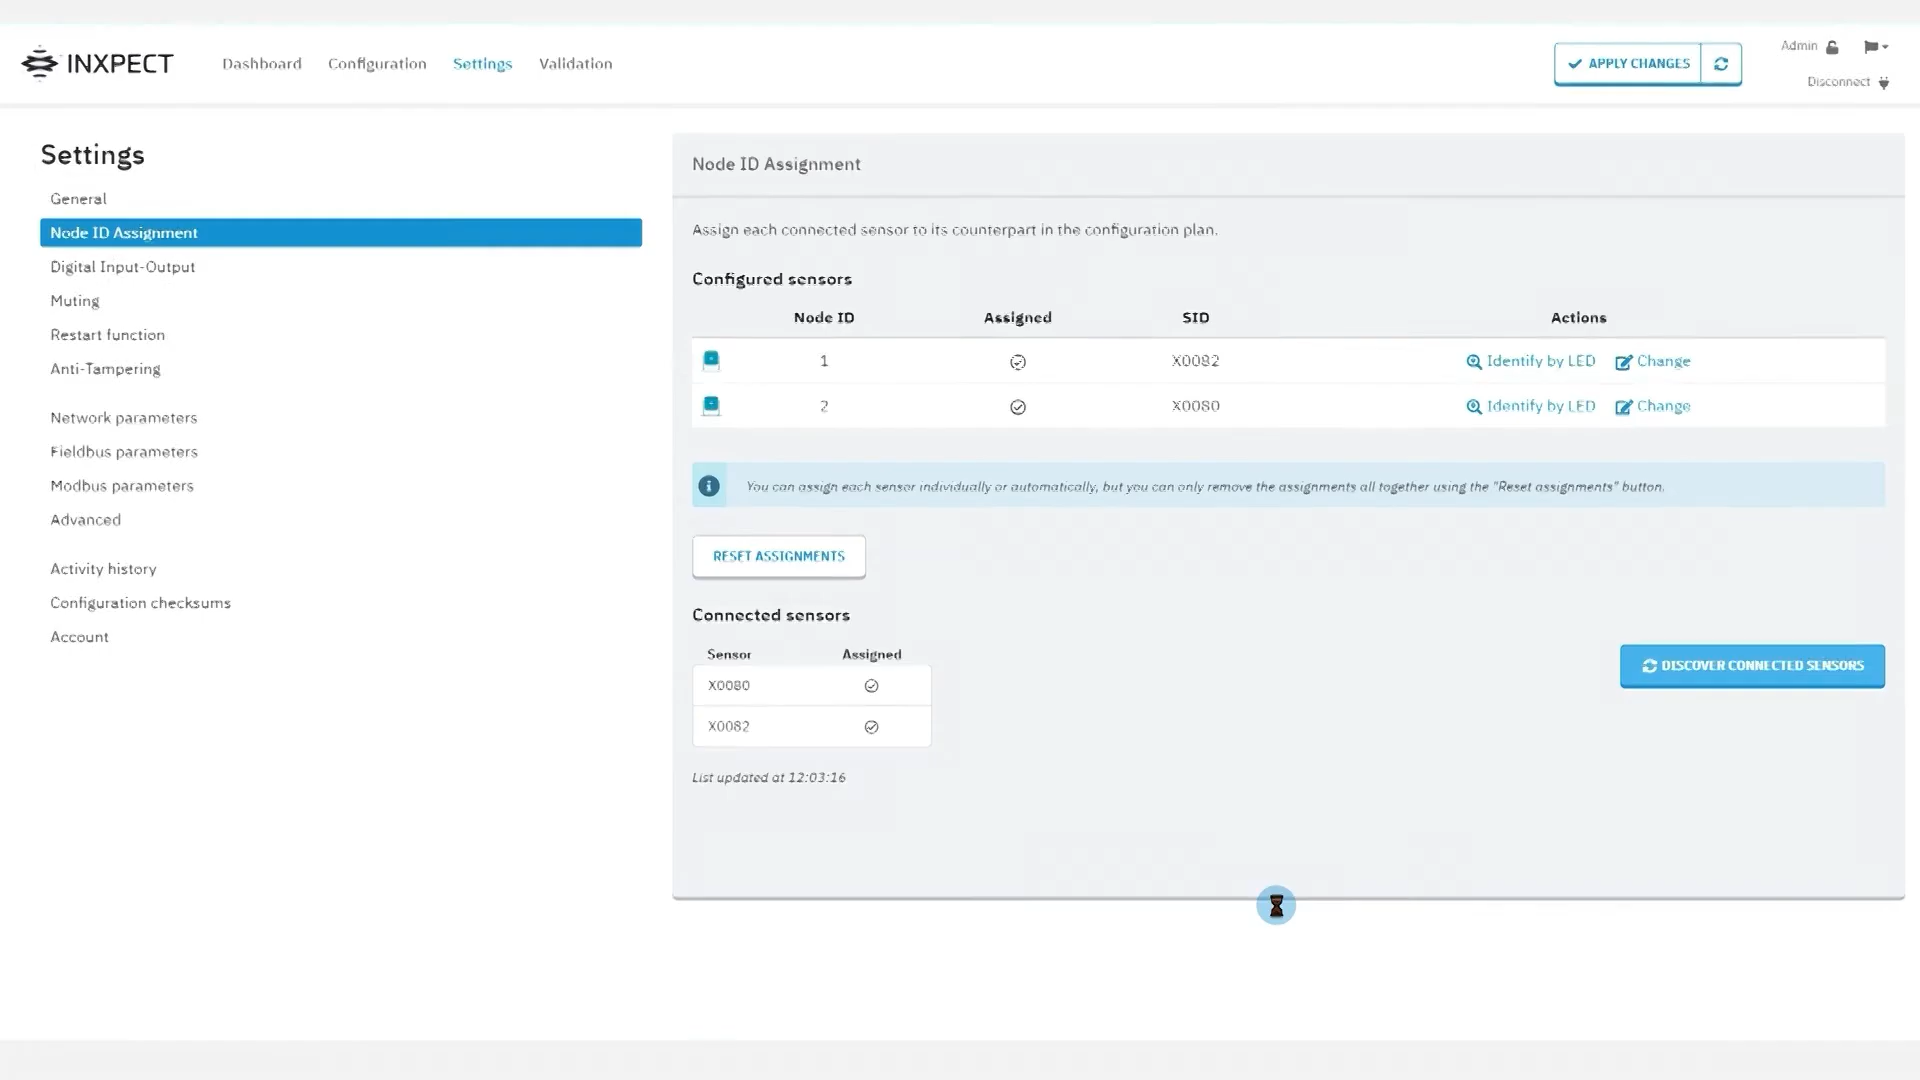 INXPECT
Dashboard Configuration Settings Validation
APPLY CHANGES
Admin
Disconnect
Settings
General
Node ID Assignment
Digital Input-Output
Muting
Restart function
Anti-Tampering
Network parameters
Fieldbus parameters
Modbus parameters
Advanced
Activity history
Configuration checksums
Account
Node ID Assignment
Assign each connected sensor to its counterpart in the configuration plan.
Configured sensors
Node ID Assigned SID Actions
1 X0082 Identify by LED Change
2 X0080 Identify by LED Change
You can assign each sensor individually or automatically, but you can only remove the assignments all together using the "Reset assignments" button.
RESET ASSIGNMENTS
Connected sensors
Sensor Assigned
X0080
X0082
DISCOVER CONNECTED SENSORS
List updated at 12:03:16